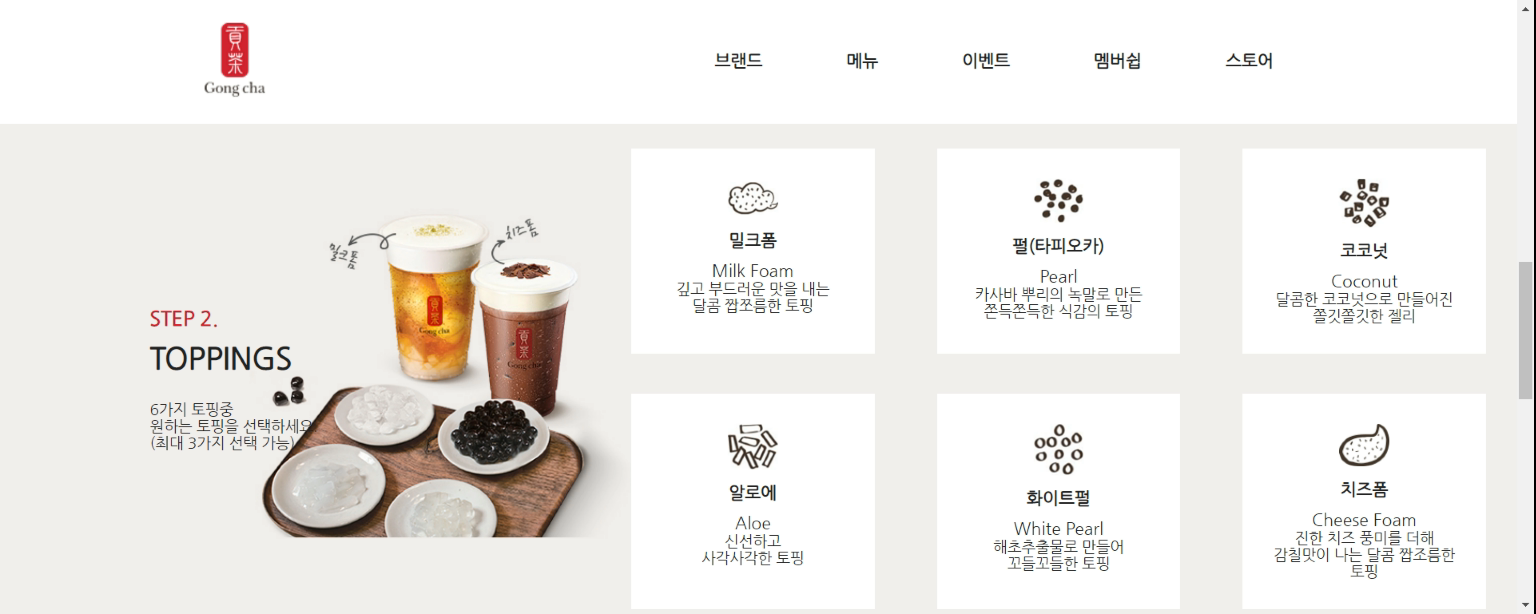 貢茶
Gong cha
브랜드
메뉴
이벤트
멤버쉽
스토어
STEP 2.
TOPPINGS
6가지 토핑중
원하는 토핑을 선택하세요
(최대 3가지 선택 가능)
밀크폼
치즈폼
貢茶
Gong cha
貢茶
Gong cha
밀크폼
Milk Foam
깊고 부드러운 맛을 내는
달콤 짭쪼름한 토핑
펄(타피오카)
Pearl
카사바 뿌리의 녹말로 만든
쫀득쫀득한 식감의 토핑
코코넛
Coconut
달콤한 코코넛으로 만들어진
쫄깃쫄깃한 젤리
알로에
Aloe
신선하고
사각사각한 토핑
화이트펄
White Pearl
해초추출물로 만들어
꼬들꼬들한 토핑
치즈폼
Cheese Foam
진한 치즈 풍미를 더해
감칠맛이 나는 달콤 짭조름한
토핑